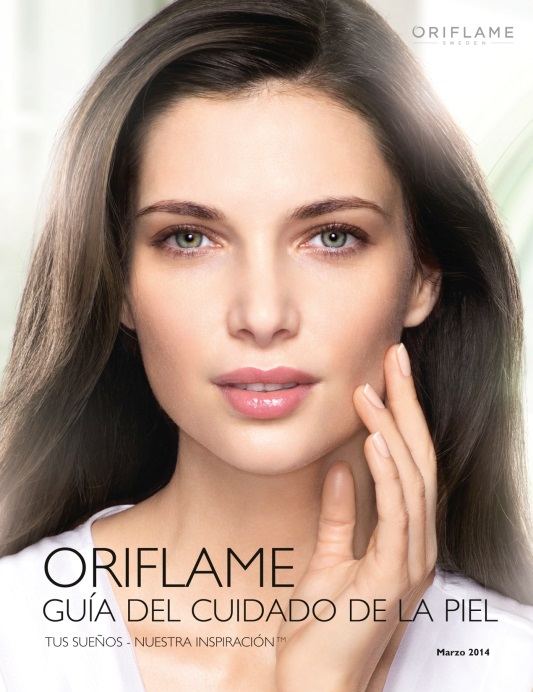 ORIFLAME
SWEDEN
ORIFLAME
GUÍA DEL CUIDADO DE LA PIEL
TUS SUEÑOS - NUESTRA INSPIRACIÓN™
Marzo 2014